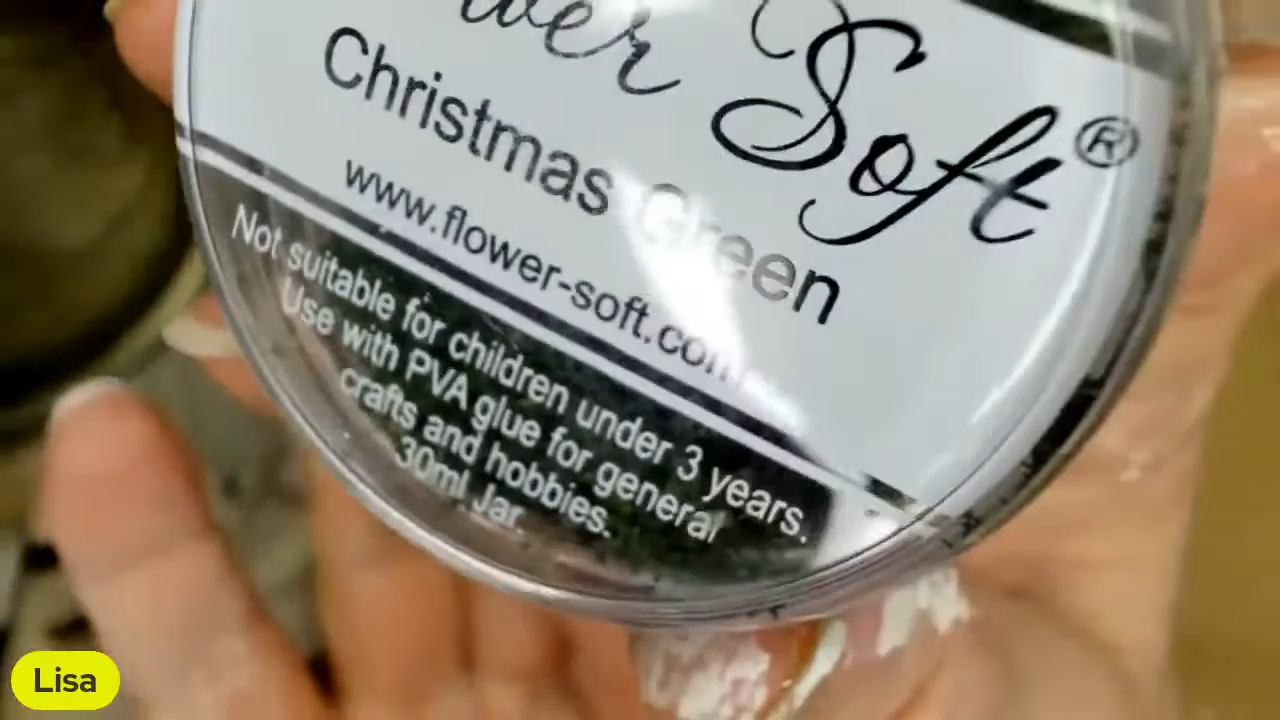 wer Soft®
Christmas Green
www.flower-soft.com
Not suitable for children under 3 years.
Use with PVA glue for general
crafts and hobbies.
30ml Jar.
Lisa